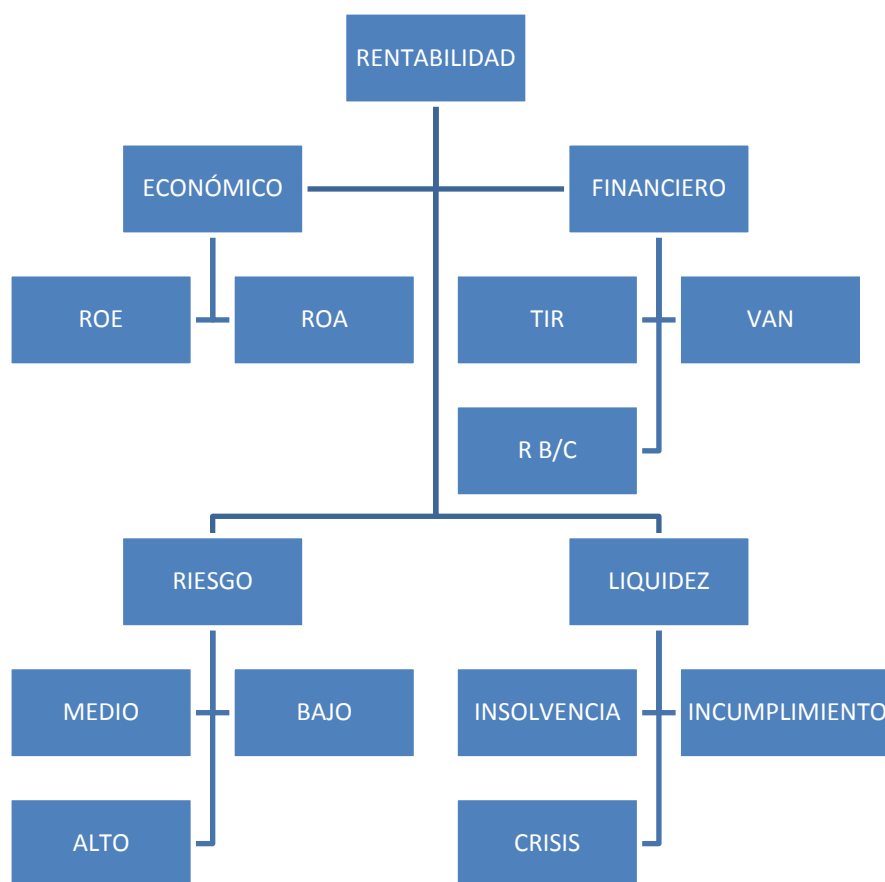 RENTABILIDAD
ECONÓMICO
FINANCIERO
ROE
ROA
TIR
VAN
R B/C
RIESGO
LIQUIDEZ
MEDIO
BAJO
INSOLVENCIA
INCUMPLIMIENTO
ALTO
CRISIS